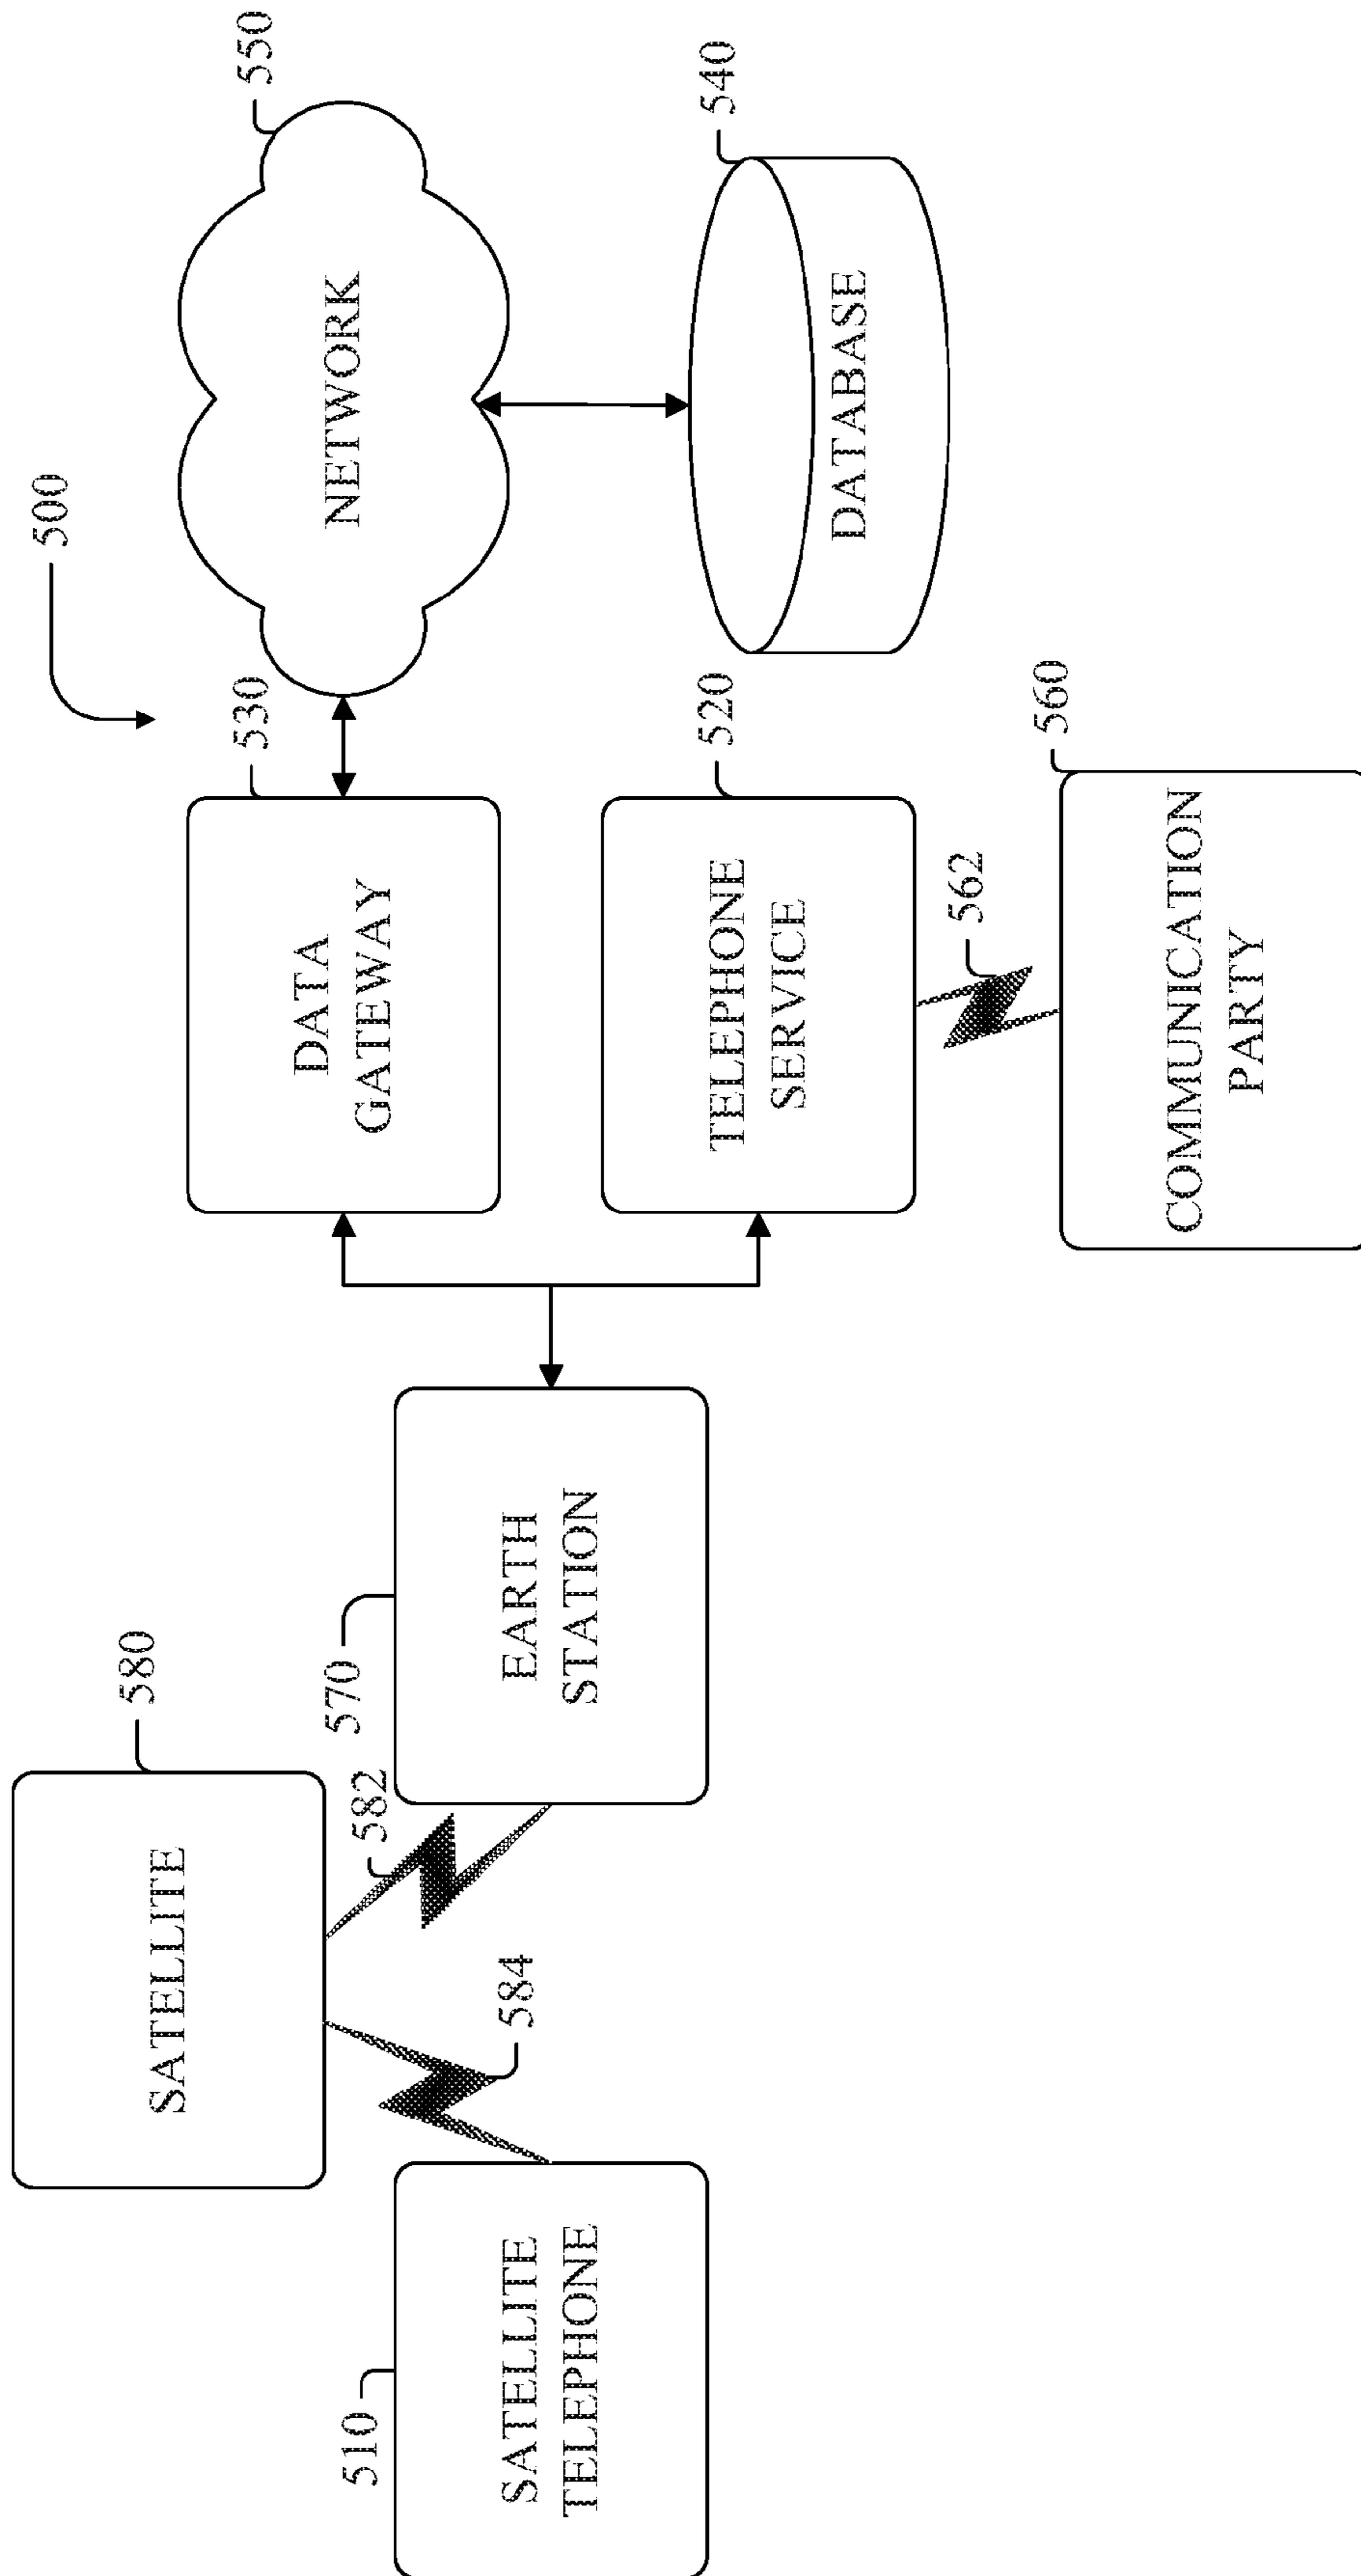 500
SATELLITE
580
550
NETWORK
530
DATA
GATEWAY
582
570
584
510
SATELLITE
TELEPHONE
EARTH
STATION
540
DATABASE
520
TELEPHONE
SERVICE
562
560
COMMUNICATION
PARTY